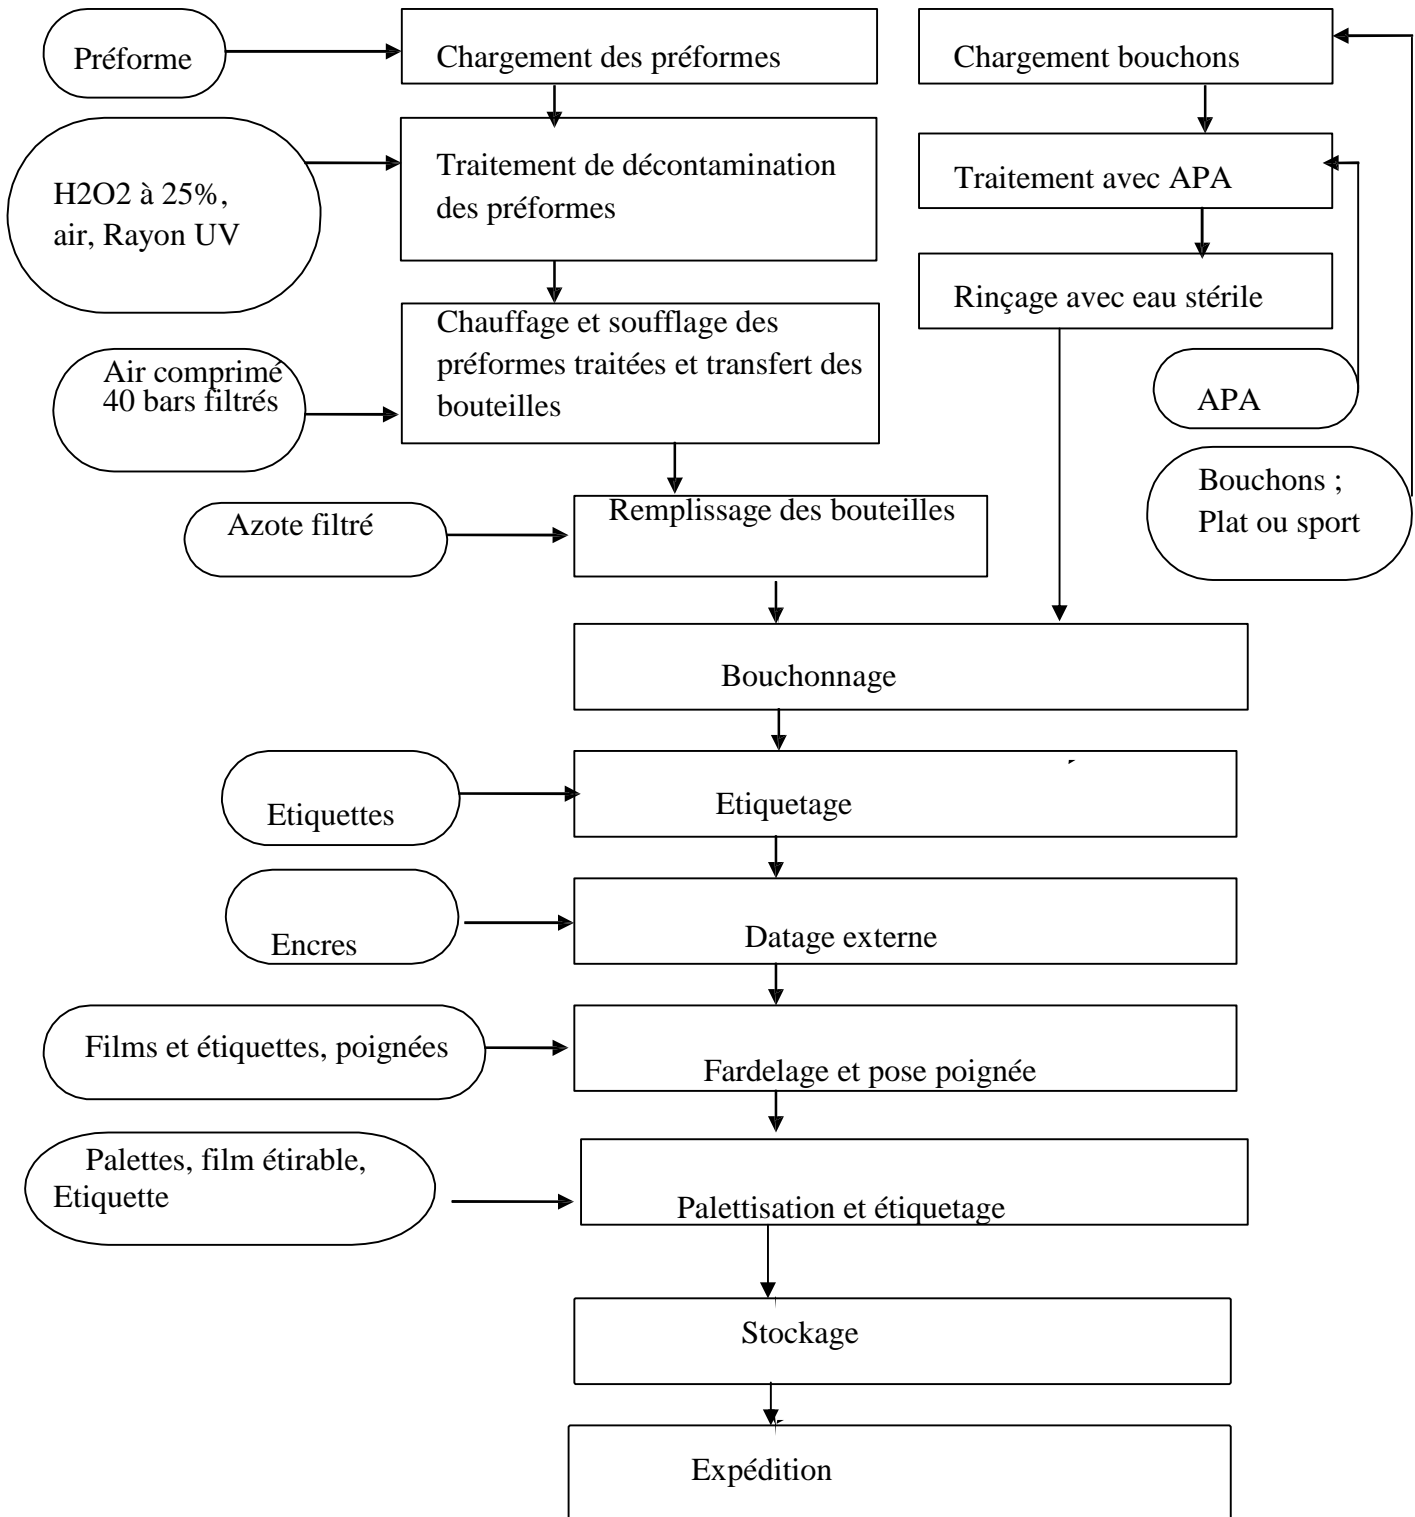 Préforme
Chargement des préformes
Chargement bouchons
H2O2 à 25%,
air, Rayon UV
Traitement de décontamination
des préformes
Traitement avec APA
Rinçage avec eau stérile
Air comprimé
40 bars filtrés
Chauffage et soufflage des
préformes traitées et transfert des
bouteilles
APA
Bouchons ;
Plat ou sport
Azote filtré
Remplissage des bouteilles
Bouchonnage
Etiquettes
Etiquetage
Encres
Datage externe
Films et étiquettes, poignées
Fardelage et pose poignée
Palettes, film étirable,
Etiquette
Palettisation et étiquetage
Stockage
Expédition